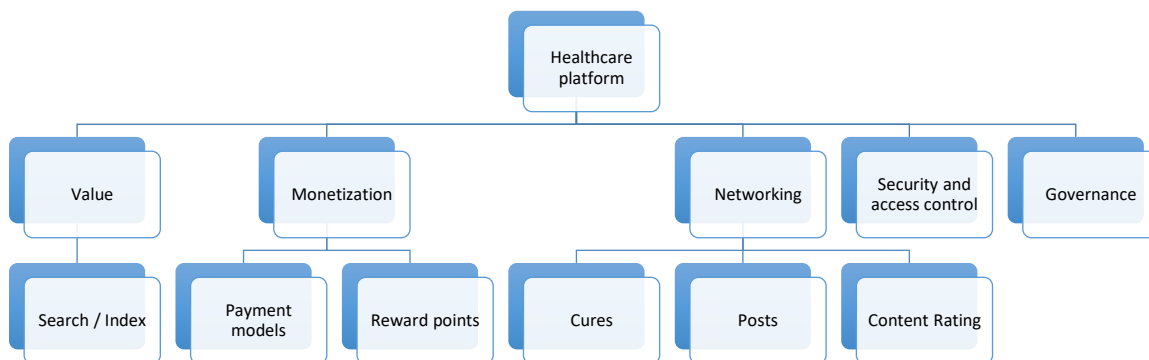 Healthcare
platform
Value
Monetization
Networking
Security and
access control
Governance
Search / Index
Payment
models
Reward points
Cures
Posts
Content Rating